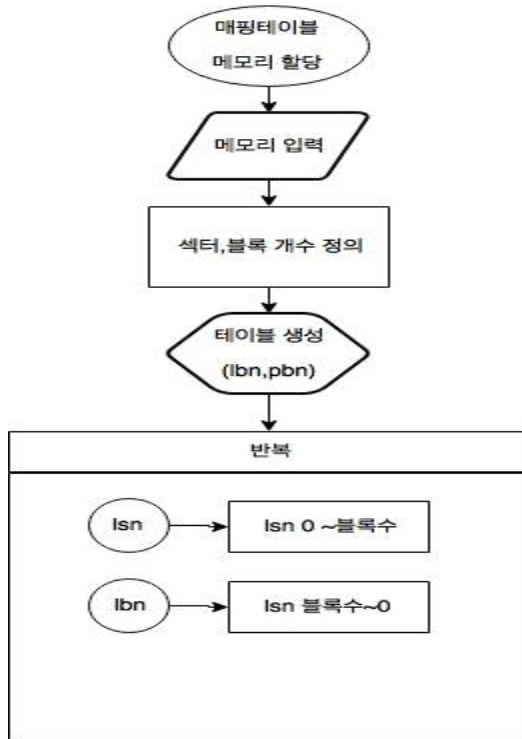 매핑테이블
메모리 할당
메모리 입력
섹터,블록 개수 정의
테이블 생성
(lbn,pbn)
반복
lsn
lsn 0 ~블록수
lbn
lsn 블록수~0